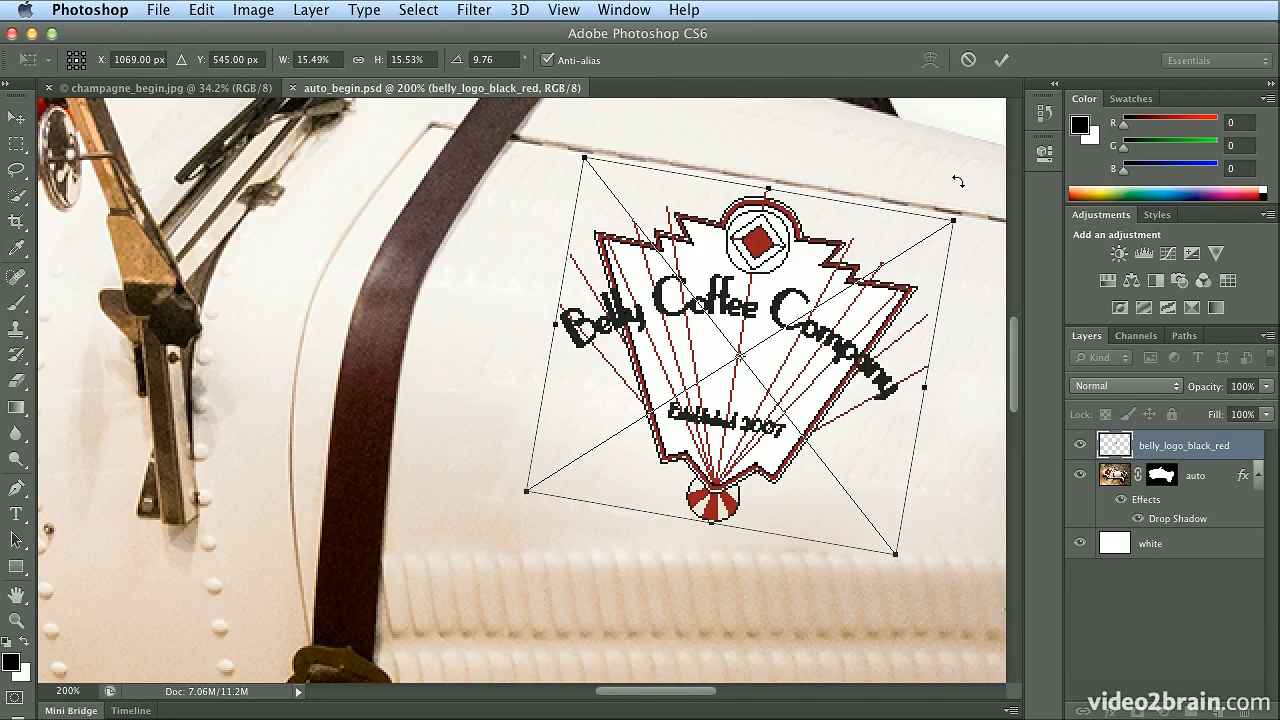 Photoshop File Edit Image Layer Type Select Filter 3D View Window Help
Adobe Photoshop CS6
X: 1069.00 px Y: 545.00 px W: 15.49% H: 15.53% 9.76 ° Anti-alias Essentials
© champagne_begin.jpg @ 34.2% (RGB/8) auto_begin.psd @ 200% (belly_logo_black_red, RGB/8)
Color Swatches
R 0
G 0
B 0
Adjustments Styles
Add an adjustment
Belly Coffee Company
Established 2007
Layers Channels Paths
Kind
Normal Opacity: 100%
Lock: Fill: 100%
belly_logo_black_red
auto fx
Effects
Drop Shadow
white
200% Doc: 7.06M/11.2M
Mini Bridge Timeline
video2brain.com